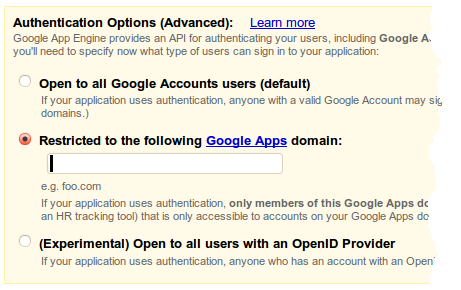 Authentication Options (Advanced): Learn more
Google App Engine provides an API for authenticating your users, including Google
you'll need to specify now what type of users can sign in to your application:
Open to all Google Accounts users (default)
If your application uses authentication, anyone with a valid Google Account may
domains.)
Restricted to the following Google Apps domain:
e.g. foo.com
If your application uses authentication, only members of this Google Apps
an HR tracking tool) that is only accessible to accounts on your Google Apps
(Experimental) Open to all users with an OpenID Provider
If your application uses authentication, anyone who has an account with an